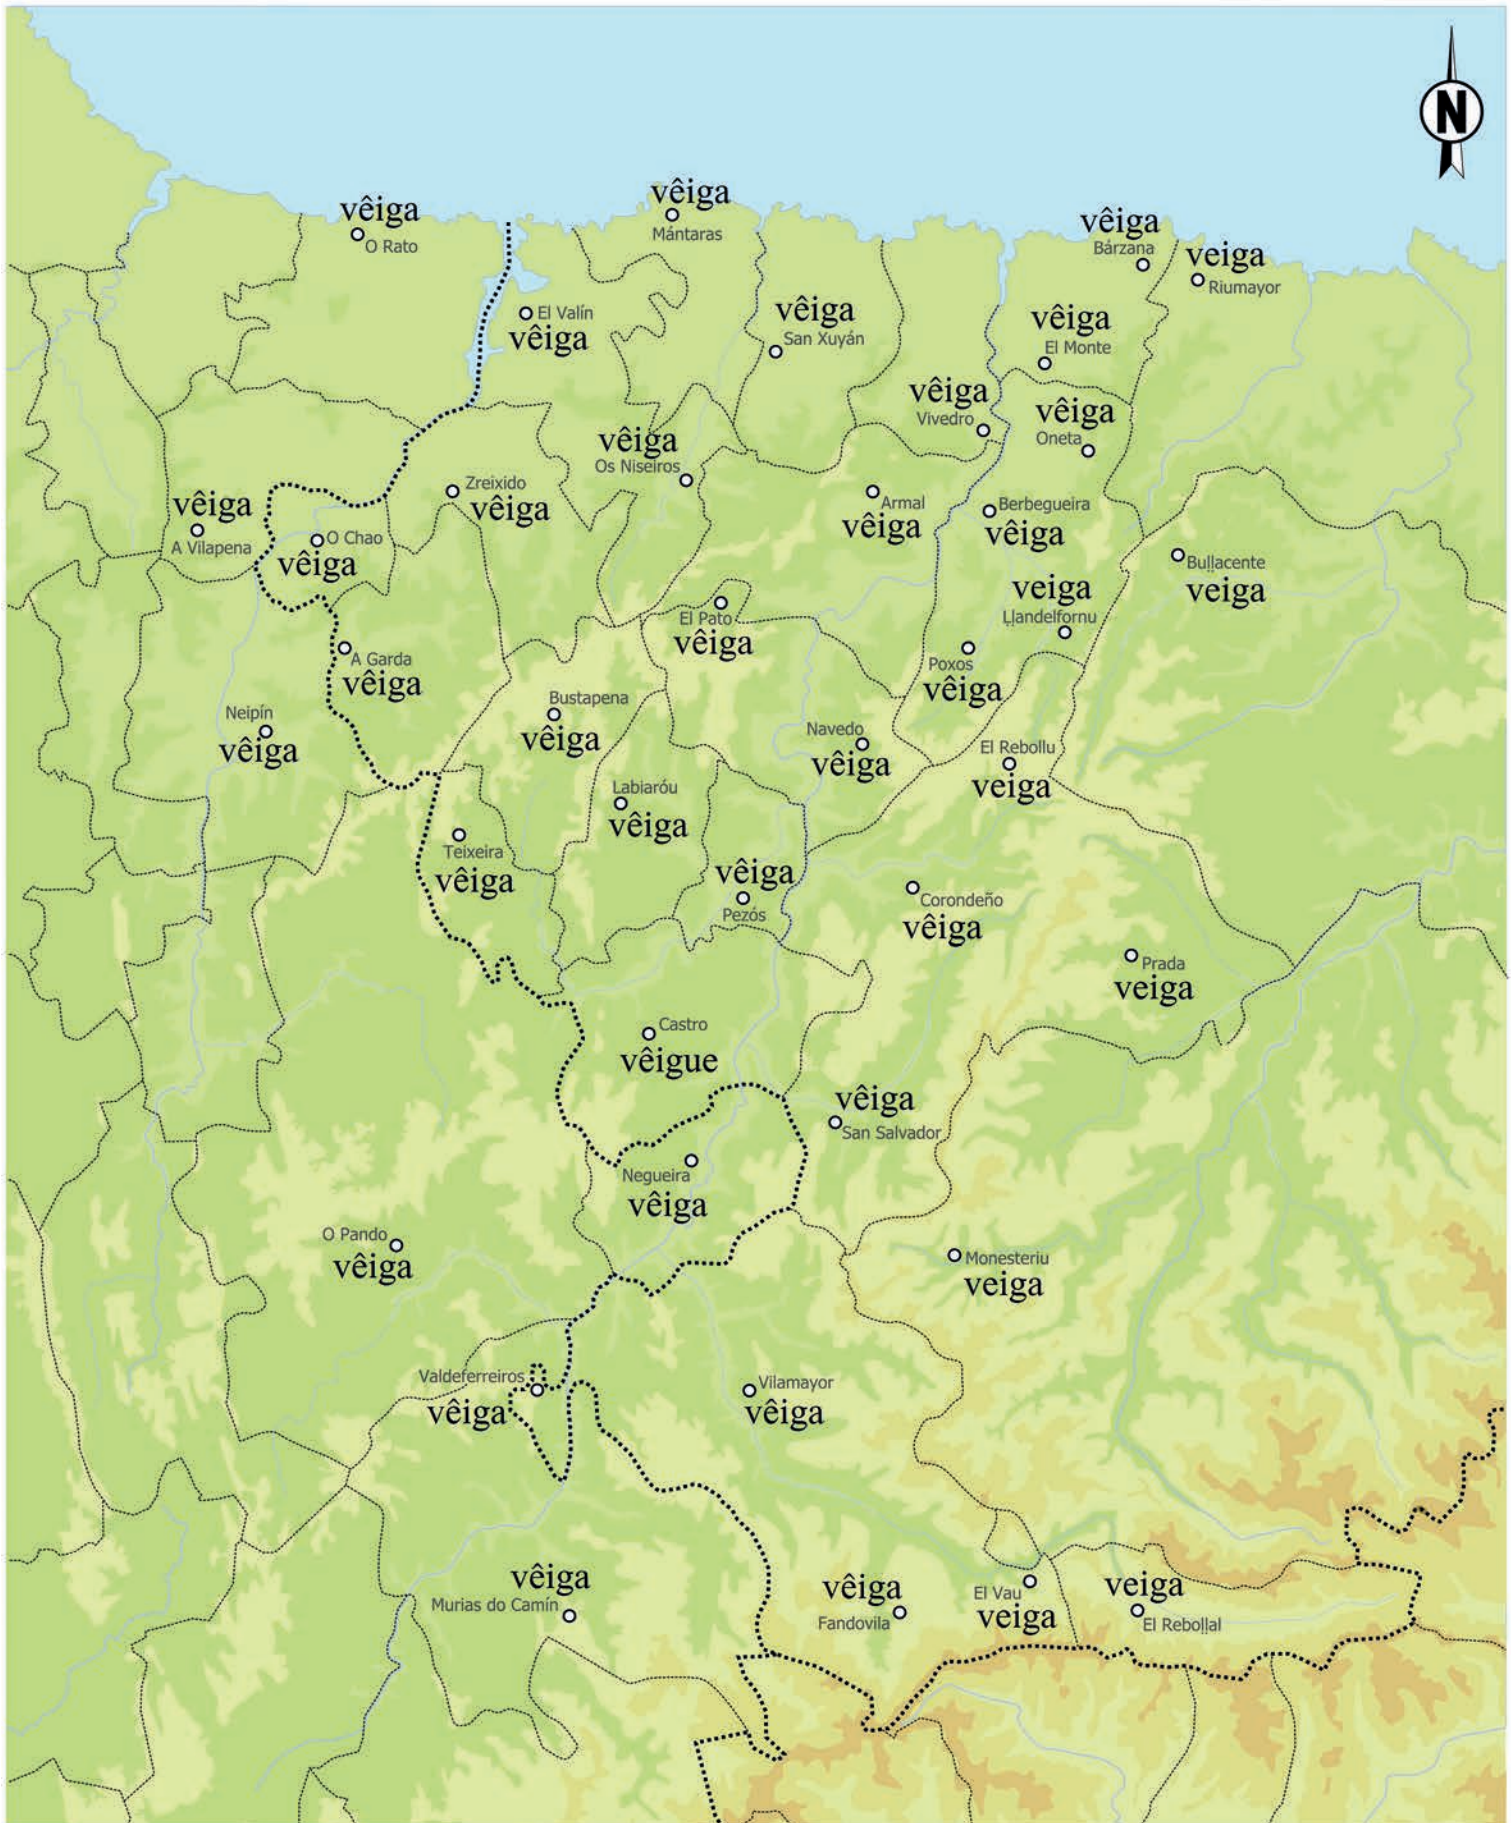 N
vêiga
O Rato
vêiga
Mántaras
vêiga
Bárzana
veiga
Riumayor
El Valín
vêiga
vêiga
San Xuyán
vêiga
El Monte
vêiga
Vivedro
vêiga
Oneta
vêiga
Os Niseiros
vêiga
A Vilapena
Zreixido
vêiga
Armal
vêiga
Berbegueira
vêiga
O Chao
vêiga
Buḷḷacente
veiga
veiga
Ḷḷandelfornu
El Pato
vêiga
A Garda
vêiga
Poxos
vêiga
Neipín
vêiga
Bustapena
vêiga
Navedo
vêiga
El Rebollu
veiga
Labiaróu
vêiga
Teixeira
vêiga
vêiga
Pezós
Corondeño
vêiga
Prada
veiga
Castro
vêigue
vêiga
San Salvador
Negueira
vêiga
O Pando
vêiga
Monesteriu
veiga
Valdeferreiros
vêiga
Vilamayor
vêiga
vêiga
Murias do Camín
vêiga
Fandovila
El Vau
veiga
veiga
El Reboḷḷal